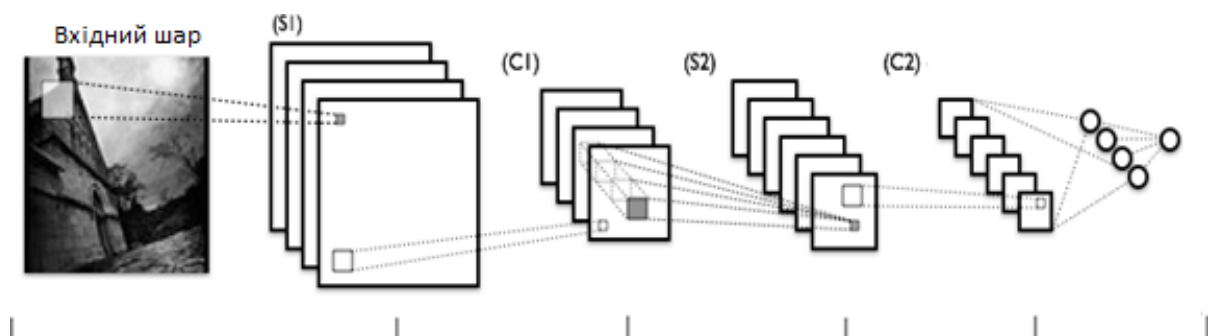 Вхідний шар
(S1)
(C1)
(S2)
(C2)